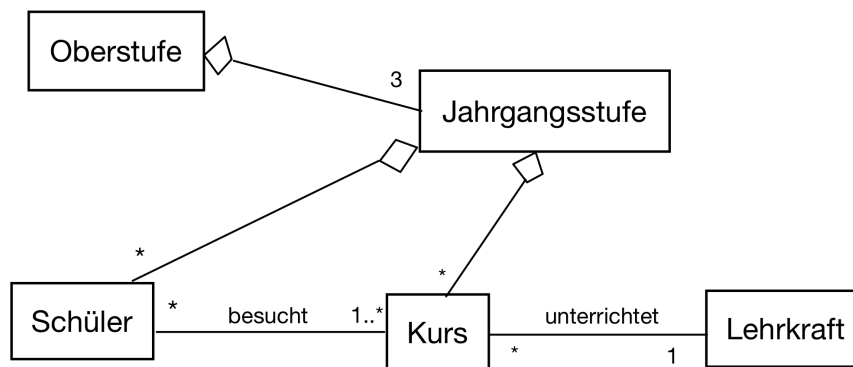 Oberstufe
3
Jahrgangsstufe
*
*
Schüler
*
besucht
1..*
Kurs
unterrichtet
*
1
Lehrkraft